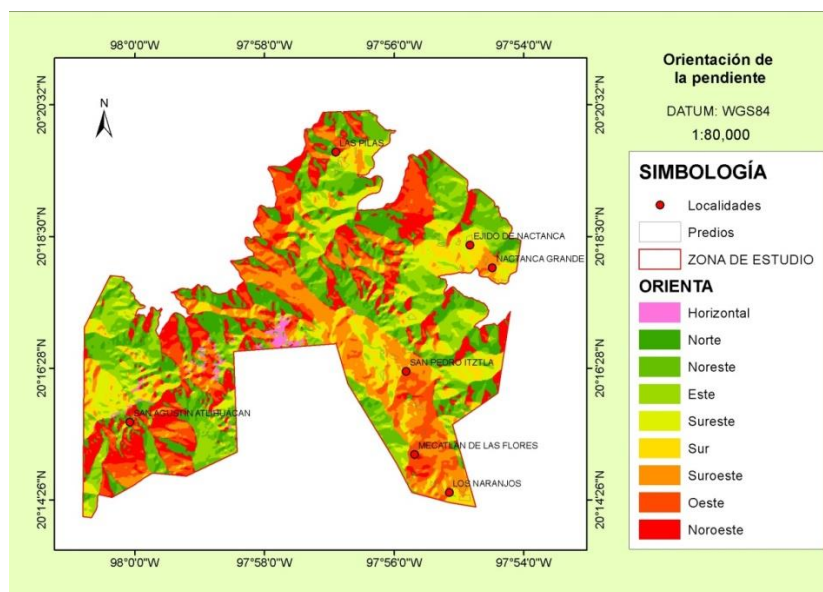 98°0'0"W 97°58'0"W 97°56'0"W 97°54'0"W
20°20'32"N 20°20'32"N
20°18'30"N 20°18'30"N
20°16'28"N 20°16'28"N
20°14'26"N 20°14'26"N
N
LAS PILAS
EJIDO DE NACTANCA
NACTANCA GRANDE
SAN PEDRO ITZTLA
SAN AGUSTIN ATLIHUACAN
MECATLAN DE LAS FLORES
LOS NARANJOS
98°0'0"W 97°58'0"W 97°56'0"W 97°54'0"W
Orientación de
la pendiente
DATUM: WGS84
1:80,000
SIMBOLOGÍA
Localidades
Predios
ZONA DE ESTUDIO
ORIENTA
Horizontal
Norte
Noreste
Este
Sureste
Sur
Suroeste
Oeste
Noroeste